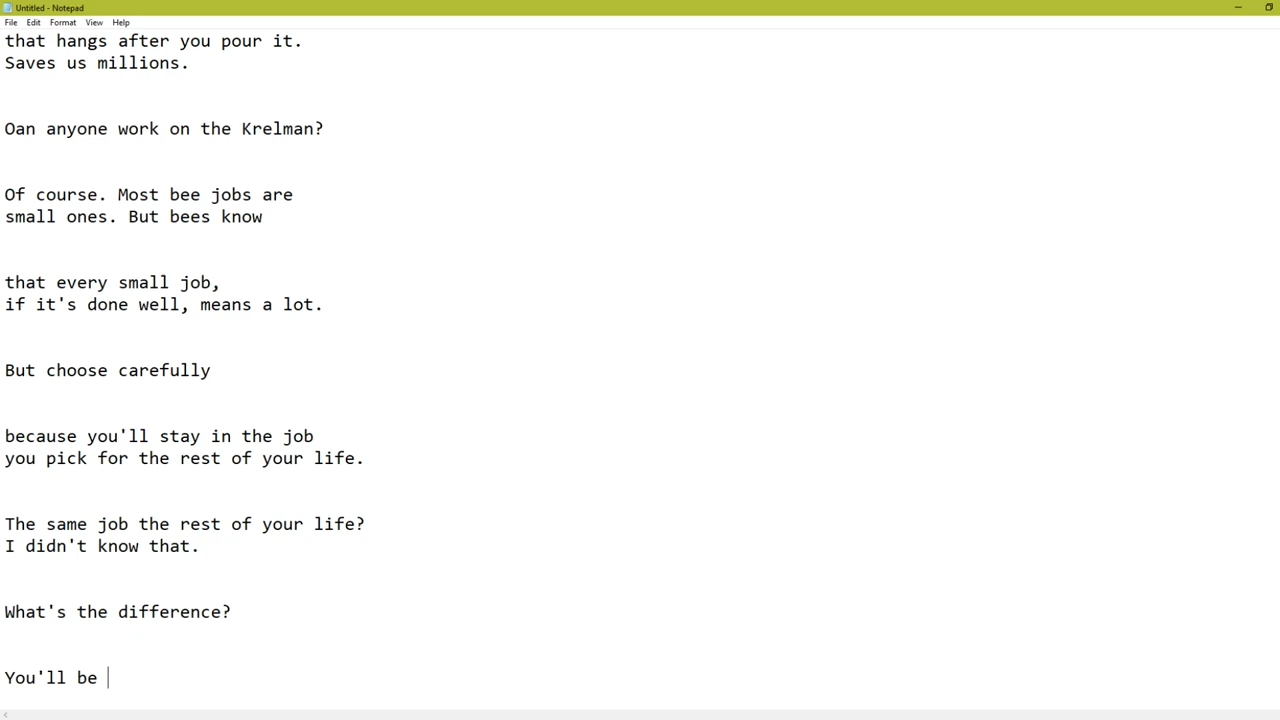 Untitled - Notepad
File Edit Format View Help
that hangs after you pour it.
Saves us millions.
Oan anyone work on the Krelman?
Of course. Most bee jobs are
small ones. But bees know
that every small job,
if it's done well, means a lot.
But choose carefully
because you'll stay in the job
you pick for the rest of your life.
The same job the rest of your life?
I didn't know that.
What's the difference?
You'll be